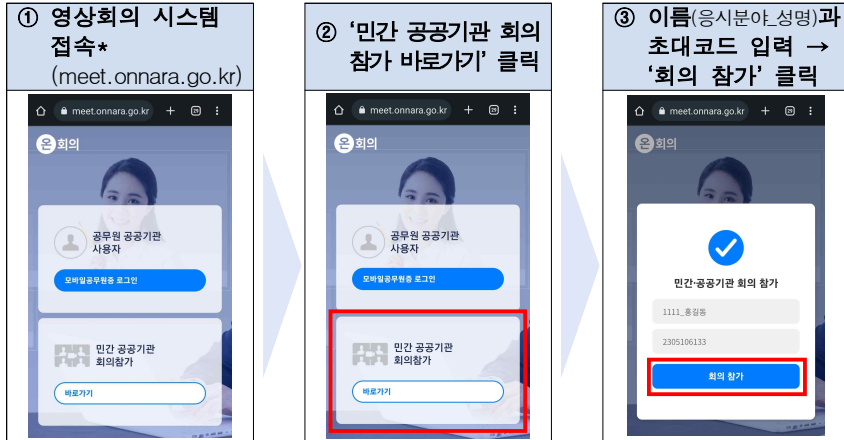 ① 영상회의 시스템
접속*
(meet.onnara.go.kr)
meet.onnara.go.kr
29
온회의
공무원 공공기관
사용자
모바일공무원증 로그인
민간 공공기관
회의참가
바로가기
② ‘민간 공공기관 회의
참가 바로가기’ 클릭
meet.onnara.go.kr
29
온회의
공무원 공공기관
사용자
모바일공무원증 로그인
민간 공공기관
회의참가
바로가기
③ 이름(응시분야_성명)과
초대코드 입력 →
‘회의 참가’ 클릭
meet.onnara.go.kr
29
온회의
민간·공공기관 회의 참가
1111_홍길동
2305106133
회의 참가